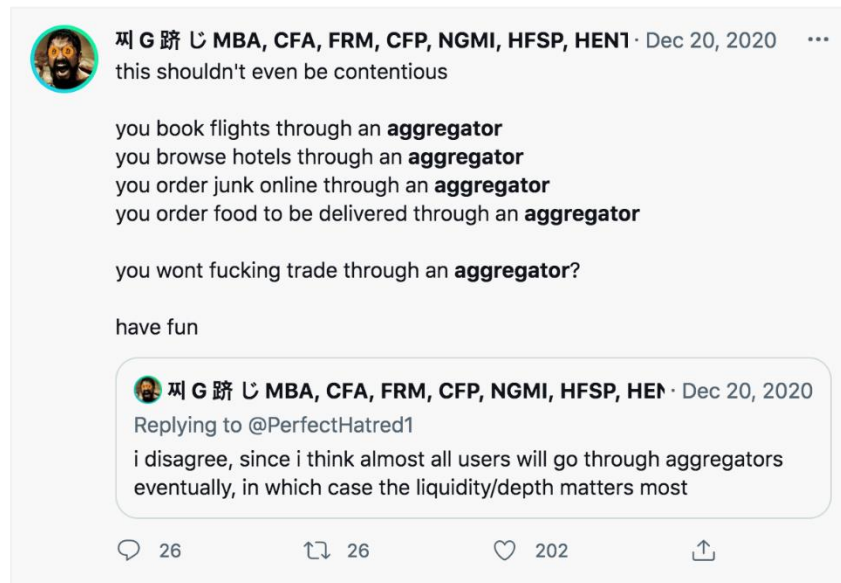 찌 G 跻 じ MBA, CFA, FRM, CFP, NGMI, HFSP, HENT · Dec 20, 2020 ...
this shouldn't even be contentious
you book flights through an aggregator
you browse hotels through an aggregator
you order junk online through an aggregator
you order food to be delivered through an aggregator
you wont fucking trade through an aggregator?
have fun
찌 G 跻 じ MBA, CFA, FRM, CFP, NGMI, HFSP, HEN · Dec 20, 2020
Replying to @PerfectHatred1
i disagree, since i think almost all users will go through aggregators
eventually, in which case the liquidity/depth matters most
26 26 202